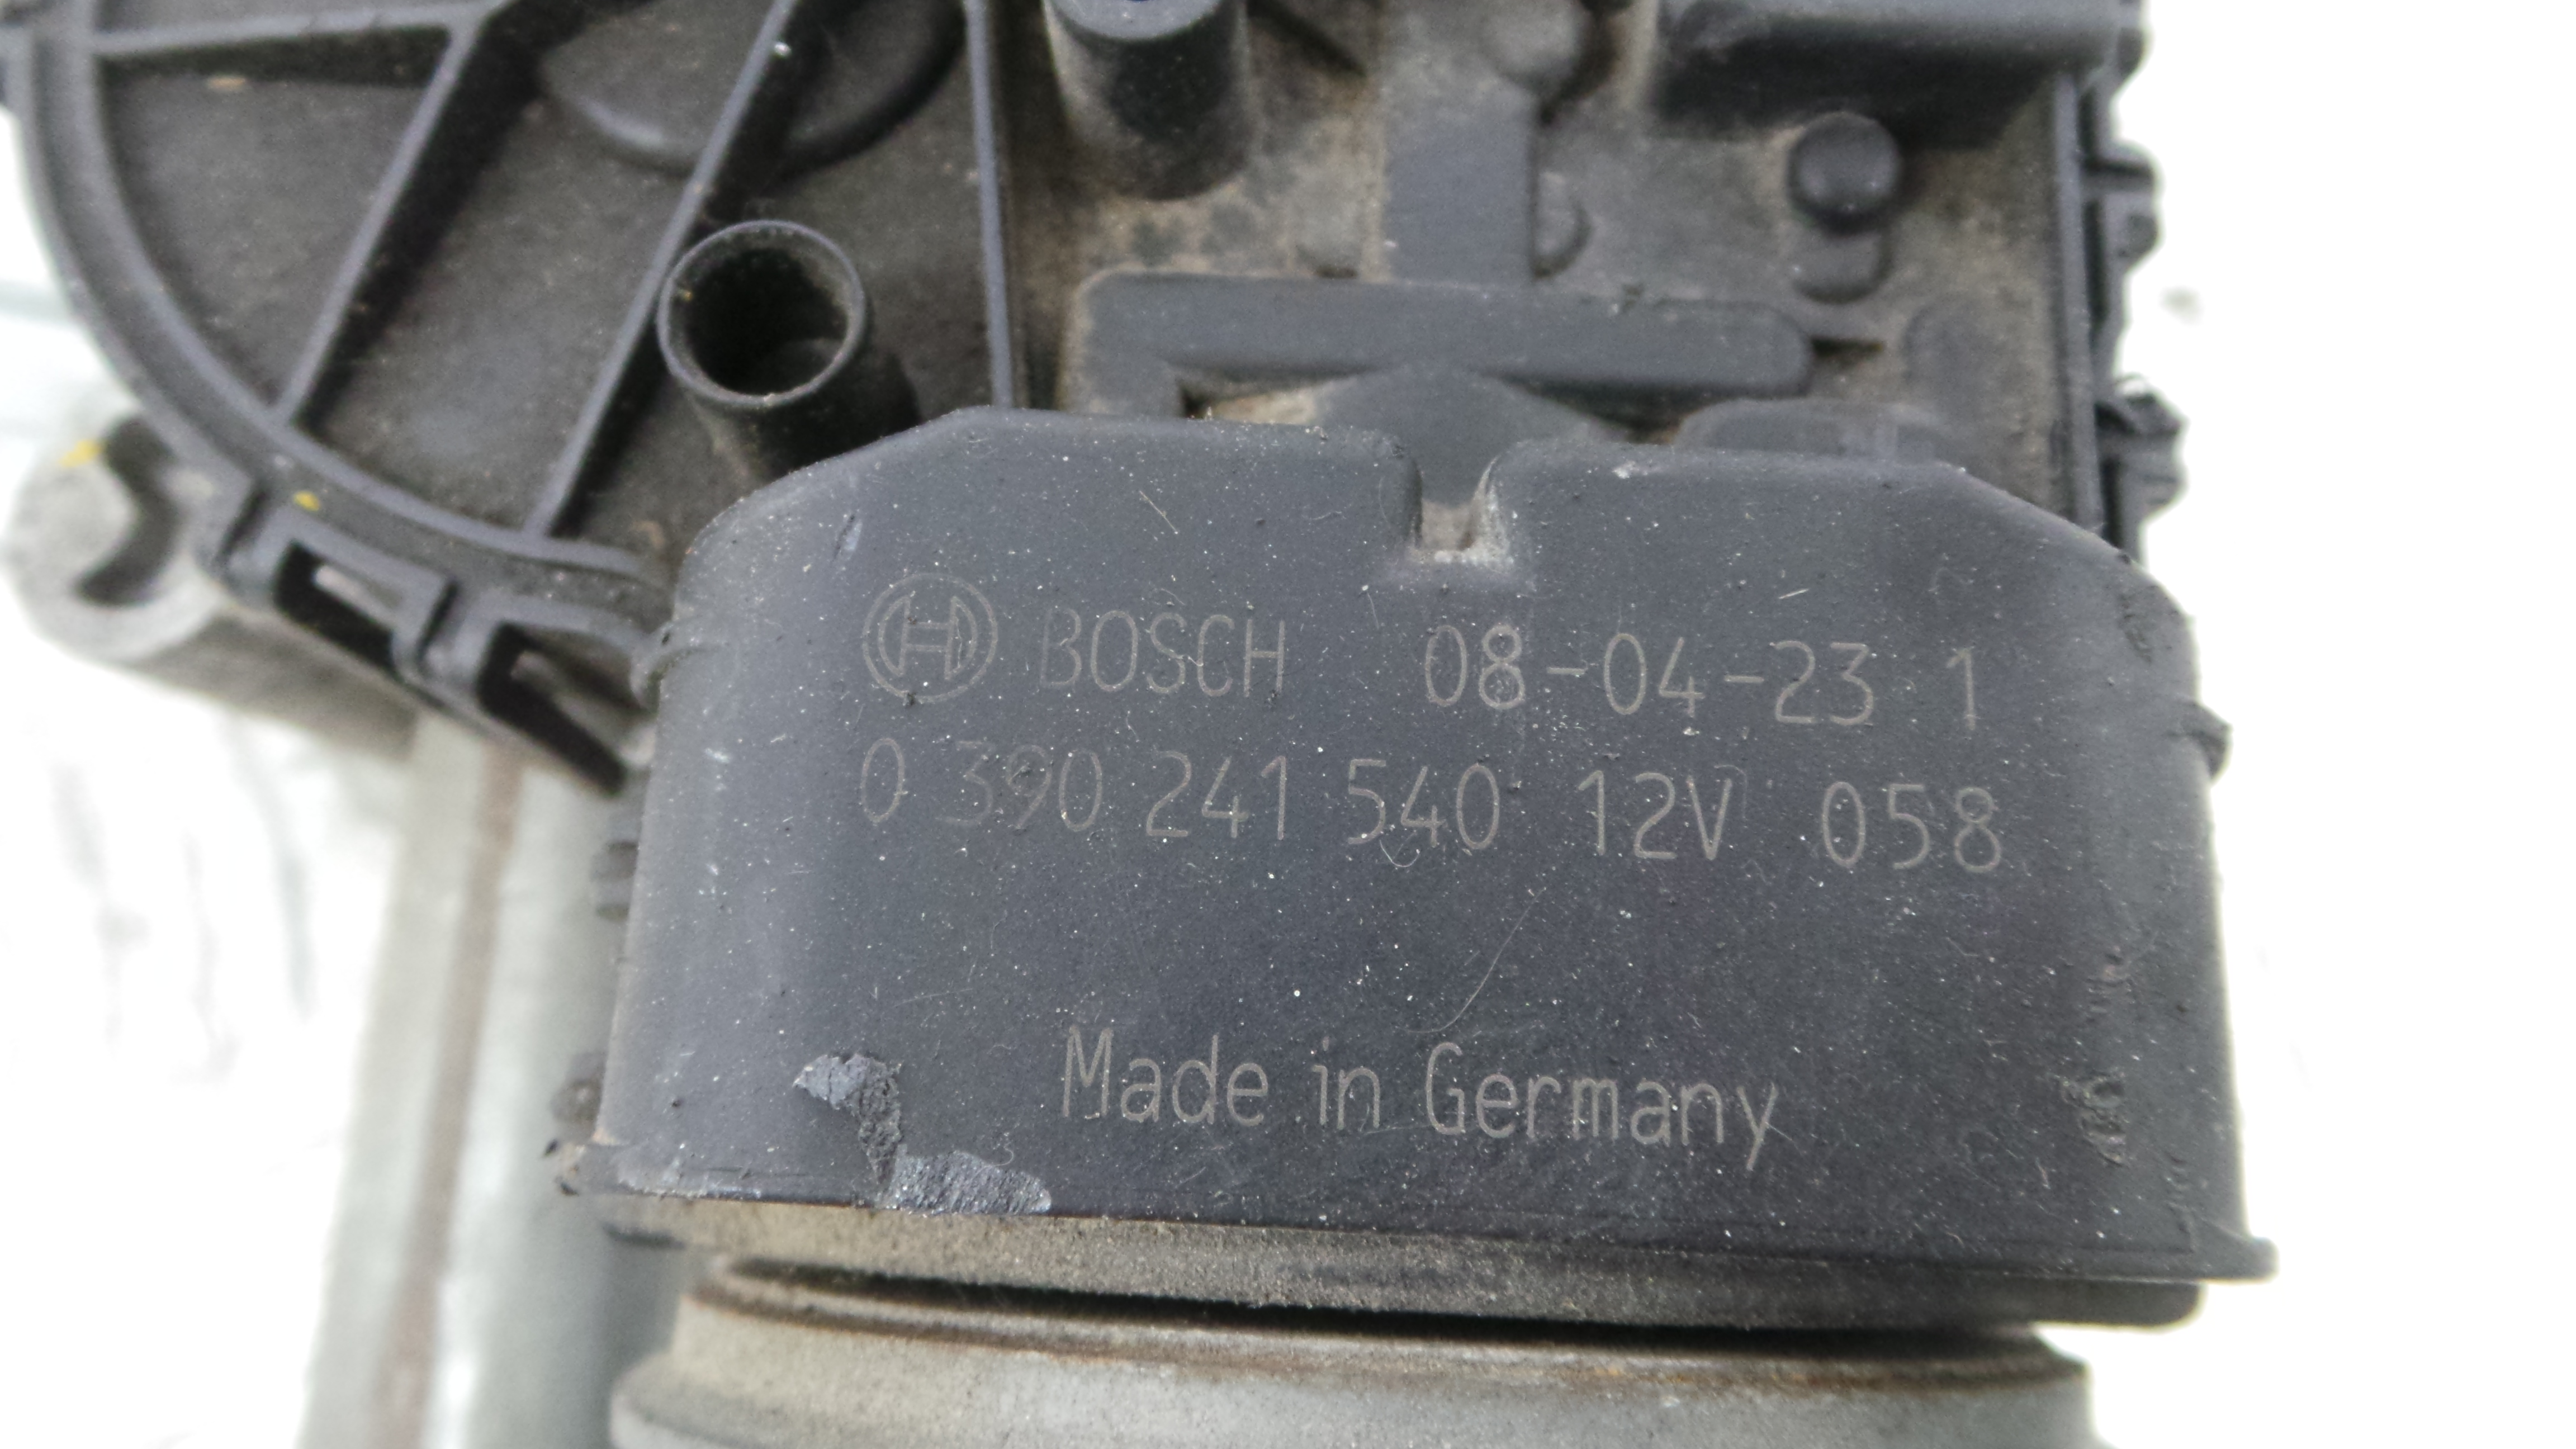 BOSCH 08-04-23 1
0 390 241 540 12V 058
Made in Germany